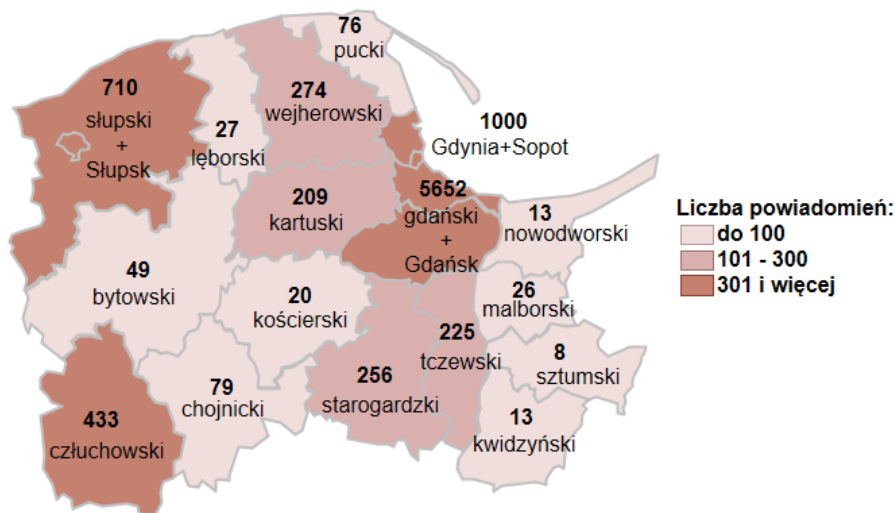 76
pucki
710
słupski
+
Słupsk
274
wejherowski
27
lęborski
1000
Gdynia+Sopot
209
kartuski
5652
gdański
+
Gdańsk
13
nowodworski
Liczba powiadomień:
do 100
101 - 300
301 i więcej
49
bytowski
20
kościerski
26
malborski
225
tczewski
8
sztumski
79
chojnicki
256
starogardzki
433
człuchowski
13
kwidzyński